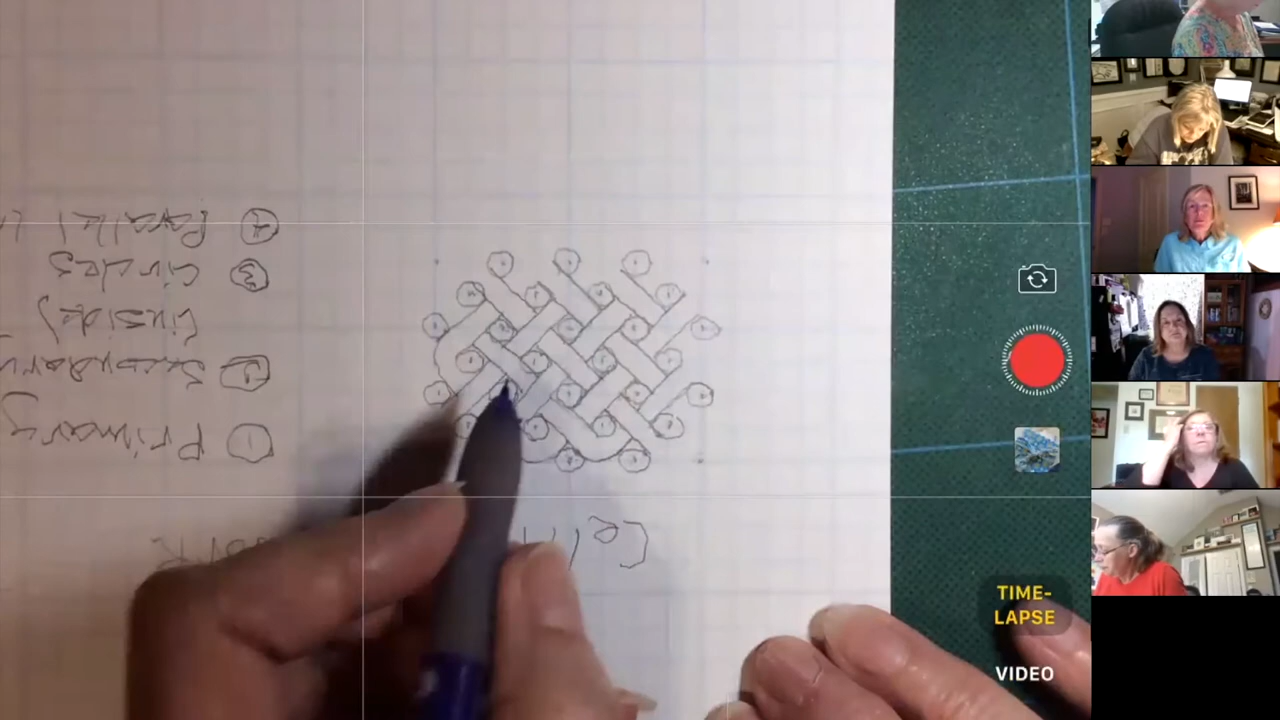 ① Primary
② Secondary
(inside)
③ Circles
④ Parallel
TIME-
LAPSE
VIDEO